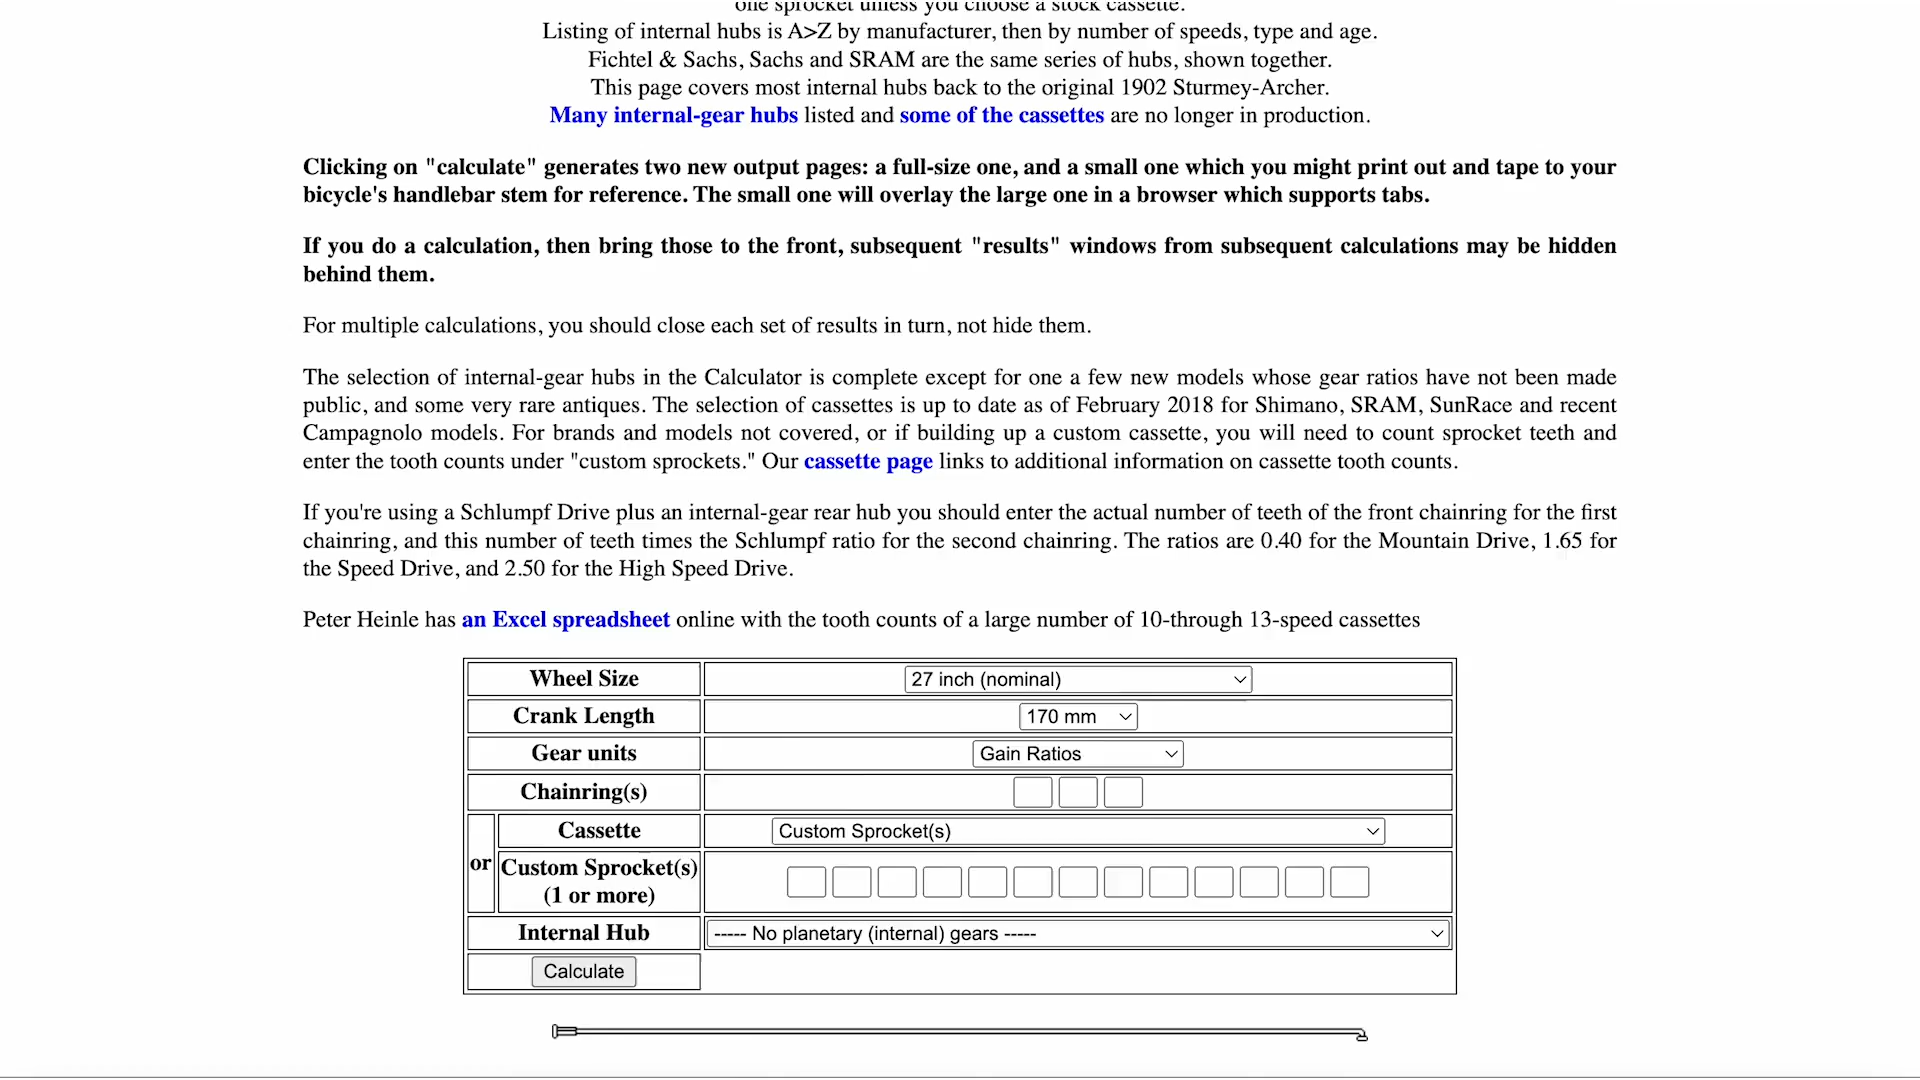 one sprocket unless you choose a stock cassette.
Listing of internal hubs is A>Z by manufacturer, then by number of speeds, type and age.
Fichtel & Sachs, Sachs and SRAM are the same series of hubs, shown together.
This page covers most internal hubs back to the original 1902 Sturmey-Archer.
Many internal-gear hubs listed and some of the cassettes are no longer in production.
Clicking on "calculate" generates two new output pages: a full-size one, and a small one which you might print out and tape to your
bicycle's handlebar stem for reference. The small one will overlay the large one in a browser which supports tabs.
If you do a calculation, then bring those to the front, subsequent "results" windows from subsequent calculations may be hidden
behind them.
For multiple calculations, you should close each set of results in turn, not hide them.
The selection of internal-gear hubs in the Calculator is complete except for one a few new models whose gear ratios have not been made
public, and some very rare antiques. The selection of cassettes is up to date as of February 2018 for Shimano, SRAM, SunRace and recent
Campagnolo models. For brands and models not covered, or if building up a custom cassette, you will need to count sprocket teeth and
enter the tooth counts under "custom sprockets." Our cassette page links to additional information on cassette tooth counts.
If you're using a Schlumpf Drive plus an internal-gear rear hub you should enter the actual number of teeth of the front chainring for the first
chainring, and this number of teeth times the Schlumpf ratio for the second chainring. The ratios are 0.40 for the Mountain Drive, 1.65 for
the Speed Drive, and 2.50 for the High Speed Drive.
Peter Heinle has an Excel spreadsheet online with the tooth counts of a large number of 10-through 13-speed cassettes
Wheel Size 27 inch (nominal)
Crank Length 170 mm
Gear units Gain Ratios
Chainring(s)
Cassette Custom Sprocket(s)
or
Custom Sprocket(s)
(1 or more)
Internal Hub ----- No planetary (internal) gears -----
Calculate